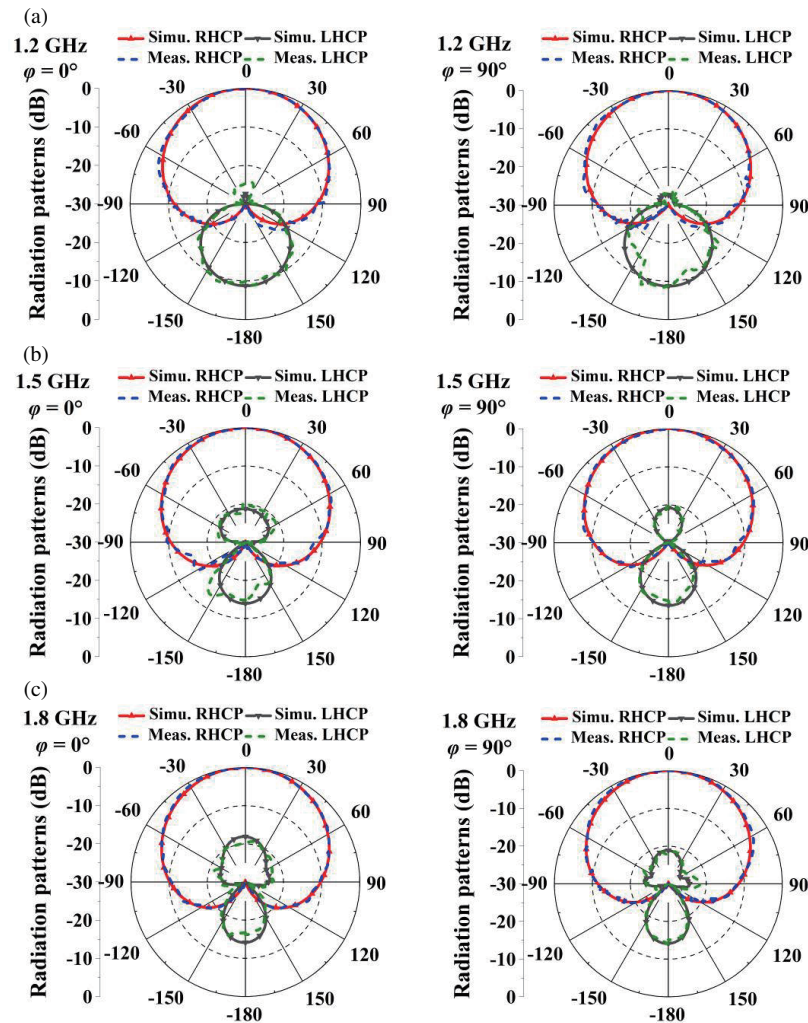 (a)
1.2 GHz
φ = 0°
Simu. RHCP Simu. LHCP
Meas. RHCP Meas. LHCP
Radiation patterns (dB)
0
-10
-20
-30
-20
-10
0
0
-30 30
-60 60
-90 90
-120 120
-150 150
-180
1.2 GHz
φ = 90°
Simu. RHCP Simu. LHCP
Meas. RHCP Meas. LHCP
Radiation patterns (dB)
0
-10
-20
-30
-20
-10
0
0
-30 30
-60 60
-90 90
-120 120
-150 150
-180
(b)
1.5 GHz
φ = 0°
Simu. RHCP Simu. LHCP
Meas. RHCP Meas. LHCP
Radiation patterns (dB)
0
-10
-20
-30
-20
-10
0
0
-30 30
-60 60
-90 90
-120 120
-150 150
-180
1.5 GHz
φ = 90°
Simu. RHCP Simu. LHCP
Meas. RHCP Meas. LHCP
Radiation patterns (dB)
0
-10
-20
-30
-20
-10
0
0
-30 30
-60 60
-90 90
-120 120
-150 150
-180
(c)
1.8 GHz
φ = 0°
Simu. RHCP Simu. LHCP
Meas. RHCP Meas. LHCP
Radiation patterns (dB)
0
-10
-20
-30
-20
-10
0
0
-30 30
-60 60
-90 90
-120 120
-150 150
-180
1.8 GHz
φ = 90°
Simu. RHCP Simu. LHCP
Meas. RHCP Meas. LHCP
Radiation patterns (dB)
0
-10
-20
-30
-20
-10
0
0
-30 30
-60 60
-90 90
-120 120
-150 150
-180